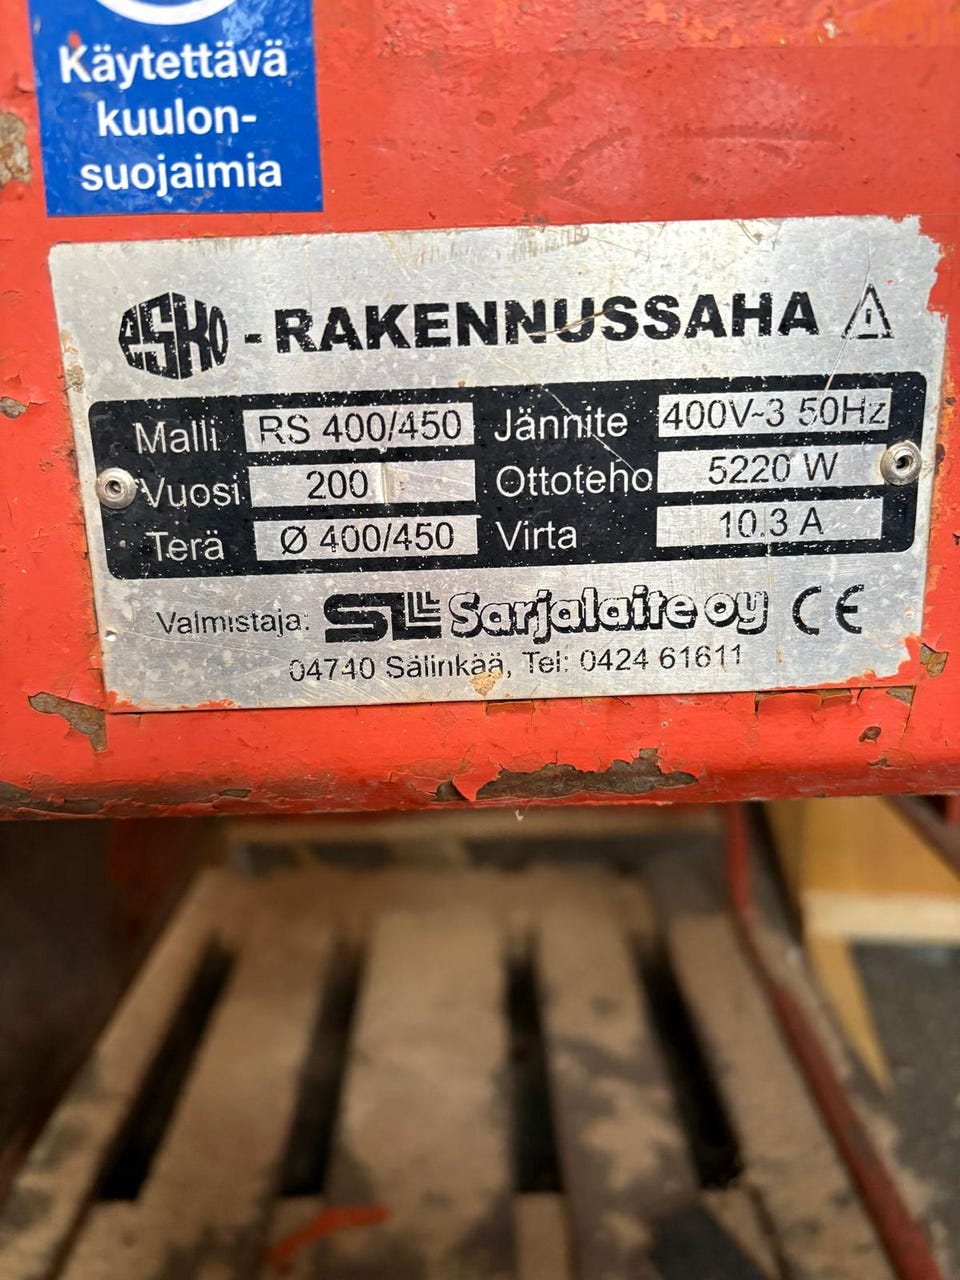 Käytettävä
kuulon-
suojaimia
esko - RAKENNUSSAHA
Malli RS 400/450 Jännite 400V~3 50Hz
Vuosi 200 Ottoteho 5220 W
Terä Ø 400/450 Virta 10.3 A
Valmistaja: SLL Sarjalaite oy CE
04740 Sälinkää, Tel: 0424 61611